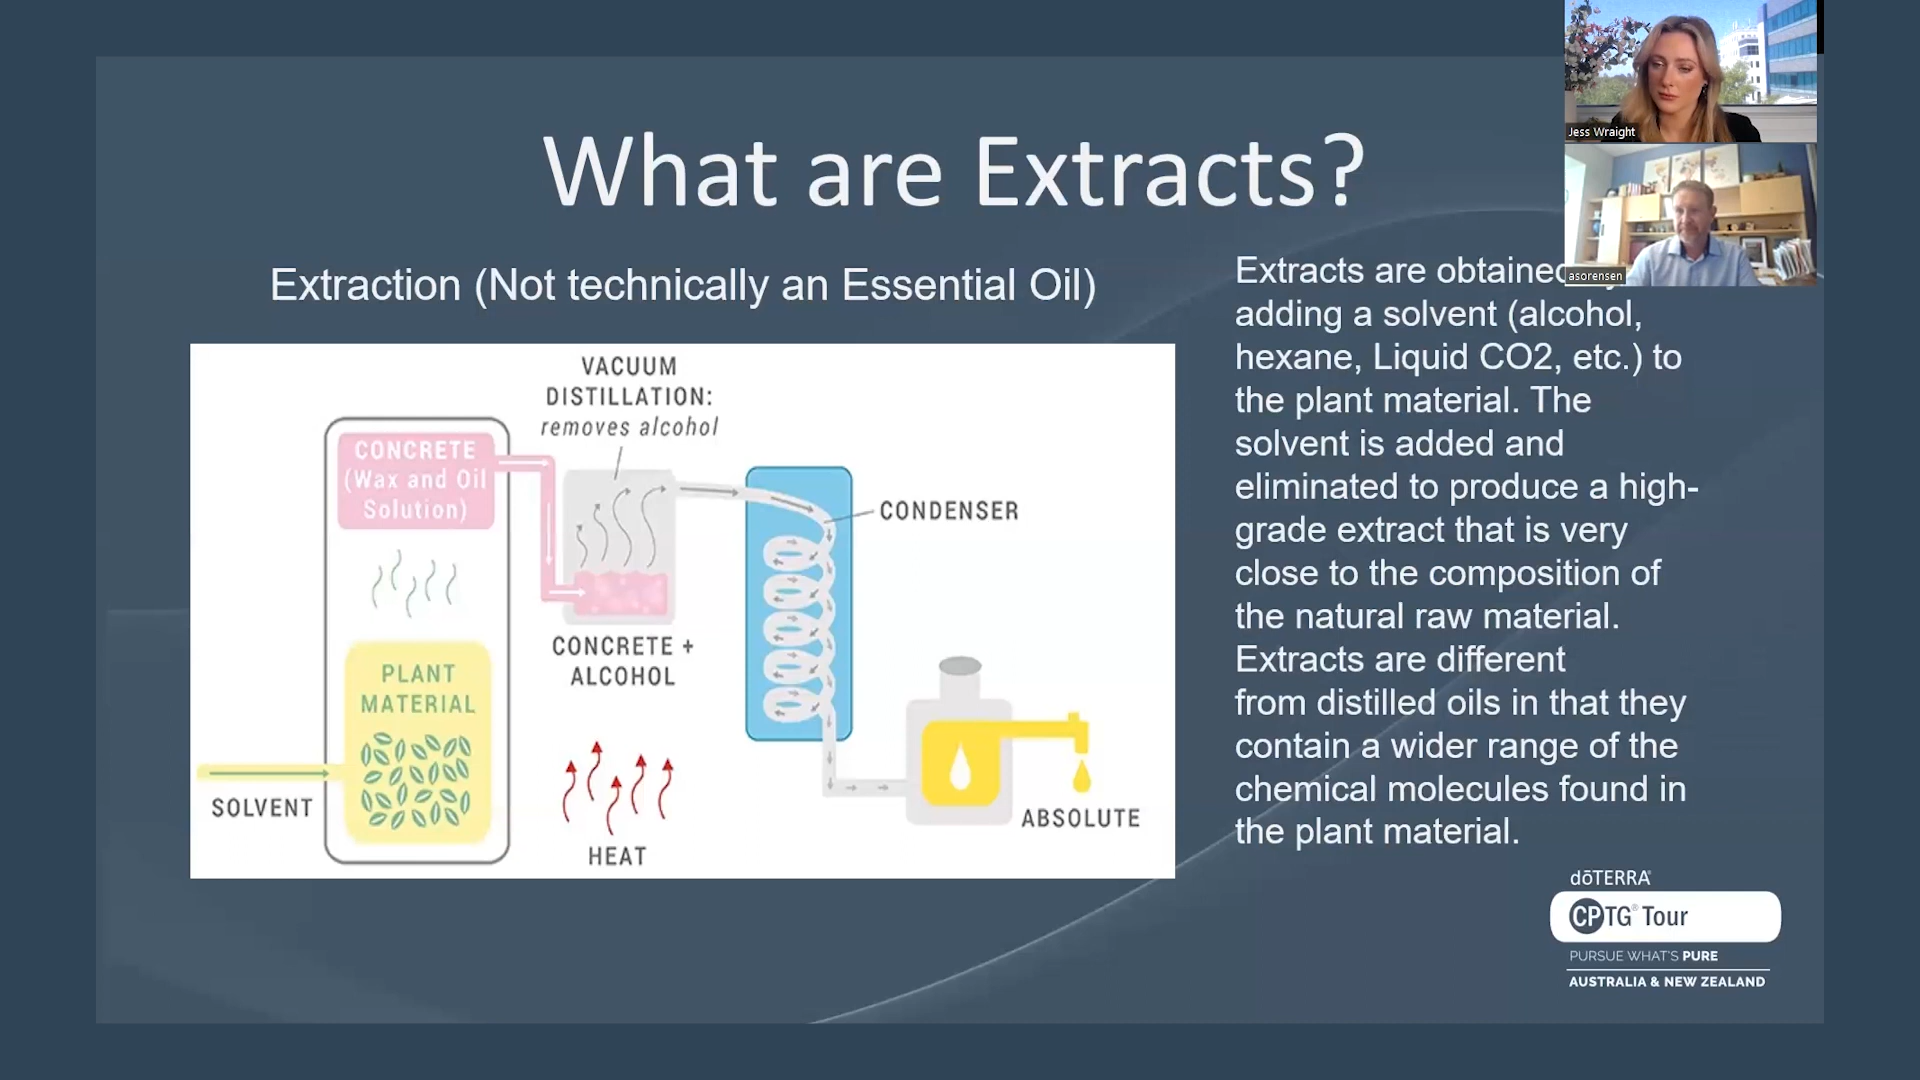 What are Extracts?
Extraction (Not technically an Essential Oil)
VACUUM
DISTILLATION:
removes alcohol
CONCRETE
(Wax and Oil
Solution)
CONDENSER
CONCRETE +
ALCOHOL
PLANT
MATERIAL
SOLVENT
HEAT
ABSOLUTE
Extracts are obtained
adding a solvent (alcohol,
hexane, Liquid CO2, etc.) to
the plant material. The
solvent is added and
eliminated to produce a high-
grade extract that is very
close to the composition of
the natural raw material.
Extracts are different
from distilled oils in that they
contain a wider range of the
chemical molecules found in
the plant material.
Jess Wraight
asorensen
dōTERRA®
CPTG® Tour
PURSUE WHAT'S PURE
AUSTRALIA & NEW ZEALAND